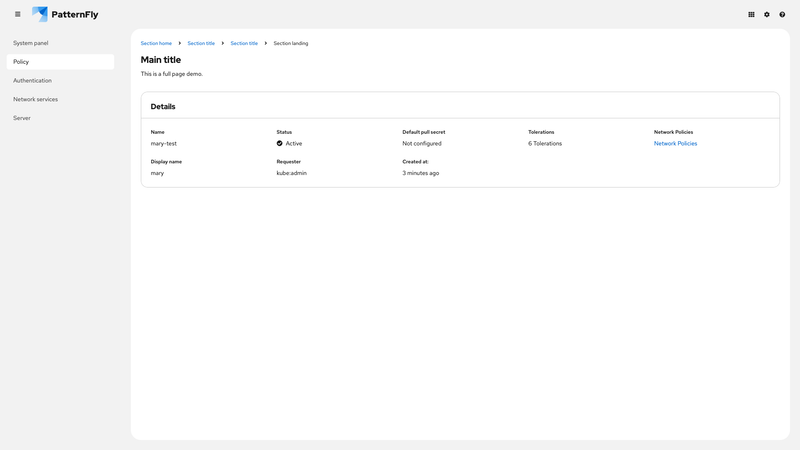 PatternFly
System panel
Policy
Authentication
Network services
Server
Section home
Section title
Section title
Section landing
Main title
This is a full page demo.
Details
Name
mary-test
Status
Active
Default pull secret
Not configured
Tolerations
6 Tolerations
Network Policies
Network Policies
Display name
mary
Requester
kube:admin
Created at:
3 minutes ago